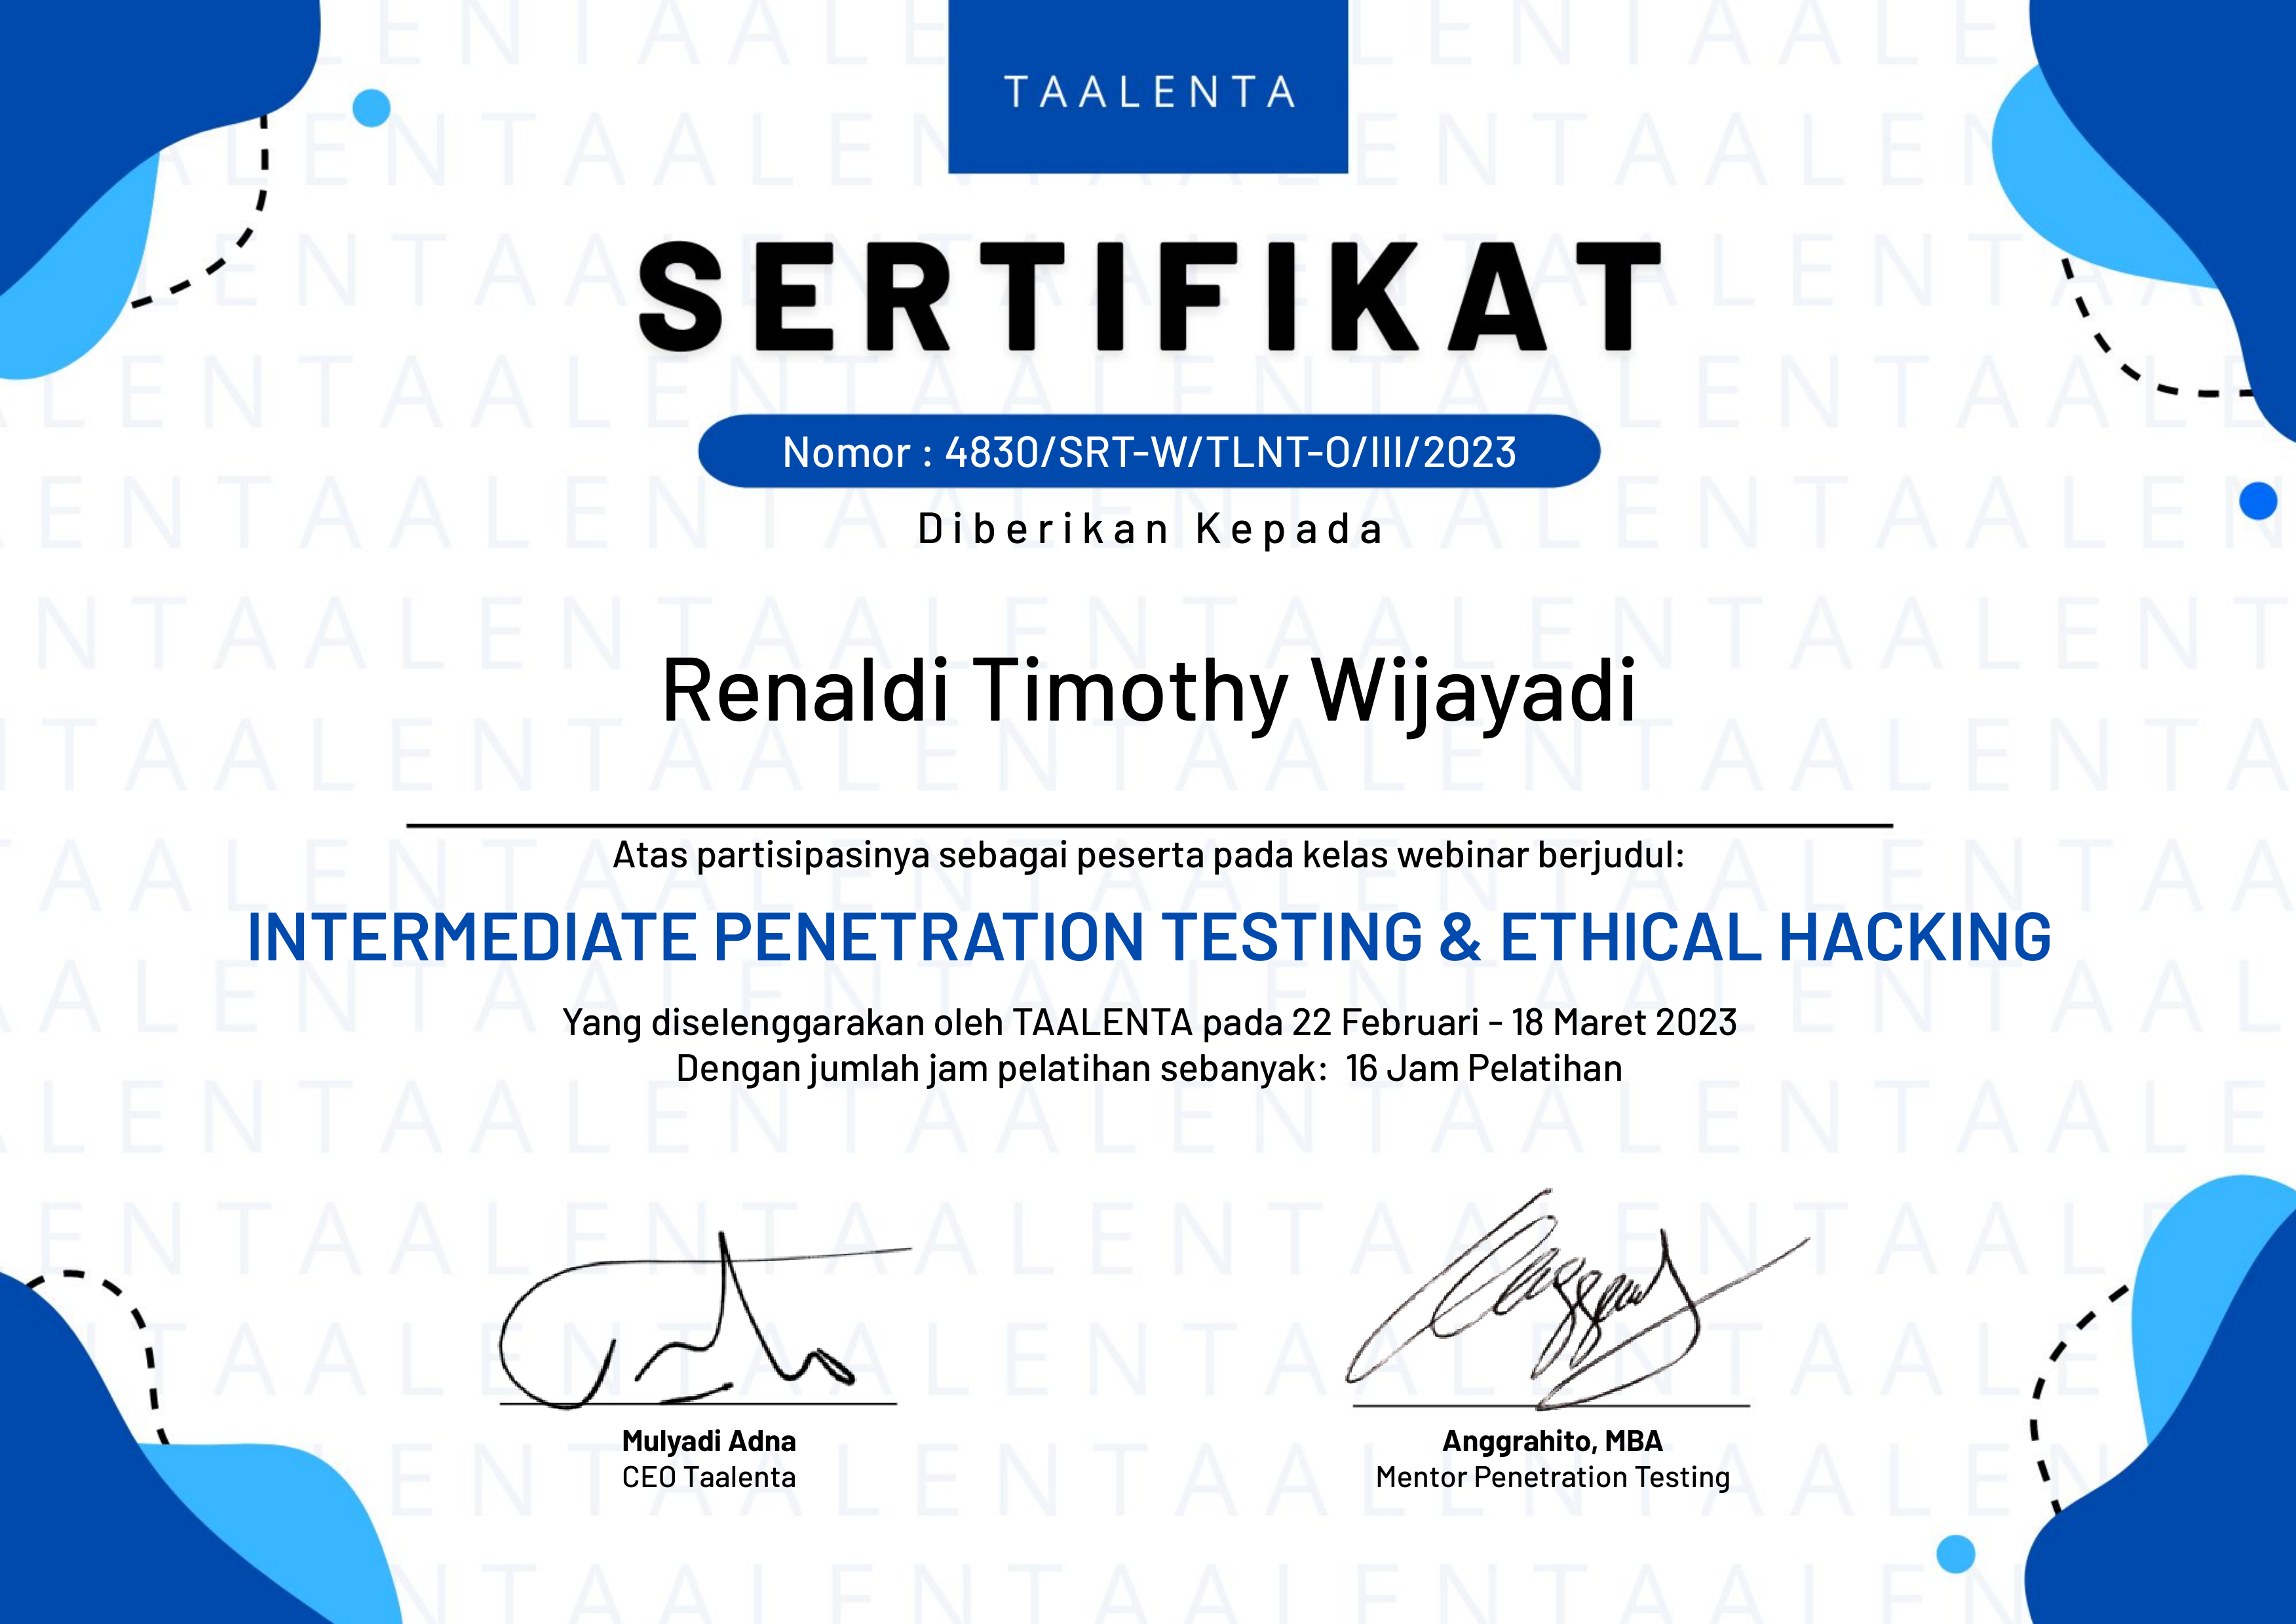 TAALENTA
SERTIFIKAT
Nomor : 4830/SRT-W/TLNT-O/III/2023
Diberikan Kepada
Renaldi Timothy Wijayadi
Atas partisipasinya sebagai peserta pada kelas webinar berjudul:
INTERMEDIATE PENETRATION TESTING & ETHICAL HACKING
Yang diselenggarakan oleh TAALENTA pada 22 Februari - 18 Maret 2023
Dengan jumlah jam pelatihan sebanyak: 16 Jam Pelatihan
Mulyadi Adna
CEO Taalenta
Anggrahito, MBA
Mentor Penetration Testing